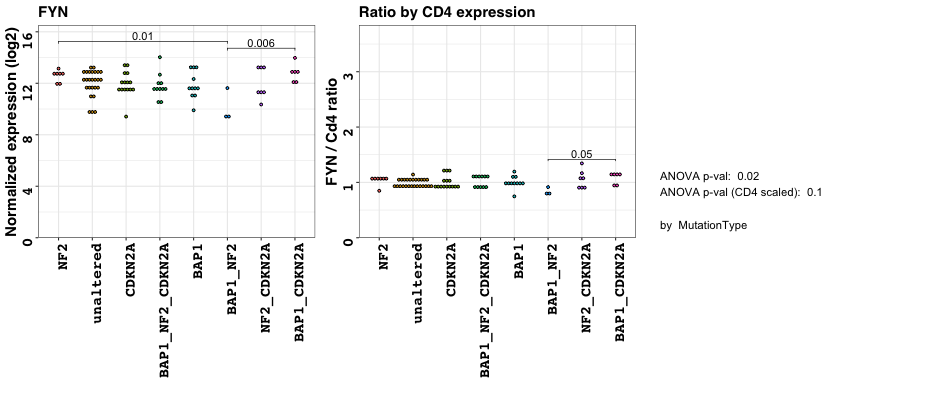 FYN
Normalized expression (log2)
16
12
8
4
0
0.01
0.006
NF2
unaltered
CDKN2A
BAP1_NF2_CDKN2A
BAP1
BAP1_NF2
NF2_CDKN2A
BAP1_CDKN2A
Ratio by CD4 expression
FYN / Cd4 ratio
3
2
1
0
0.05
NF2
unaltered
CDKN2A
BAP1_NF2_CDKN2A
BAP1
BAP1_NF2
NF2_CDKN2A
BAP1_CDKN2A
ANOVA p-val: 0.02
ANOVA p-val (CD4 scaled): 0.1
by MutationType